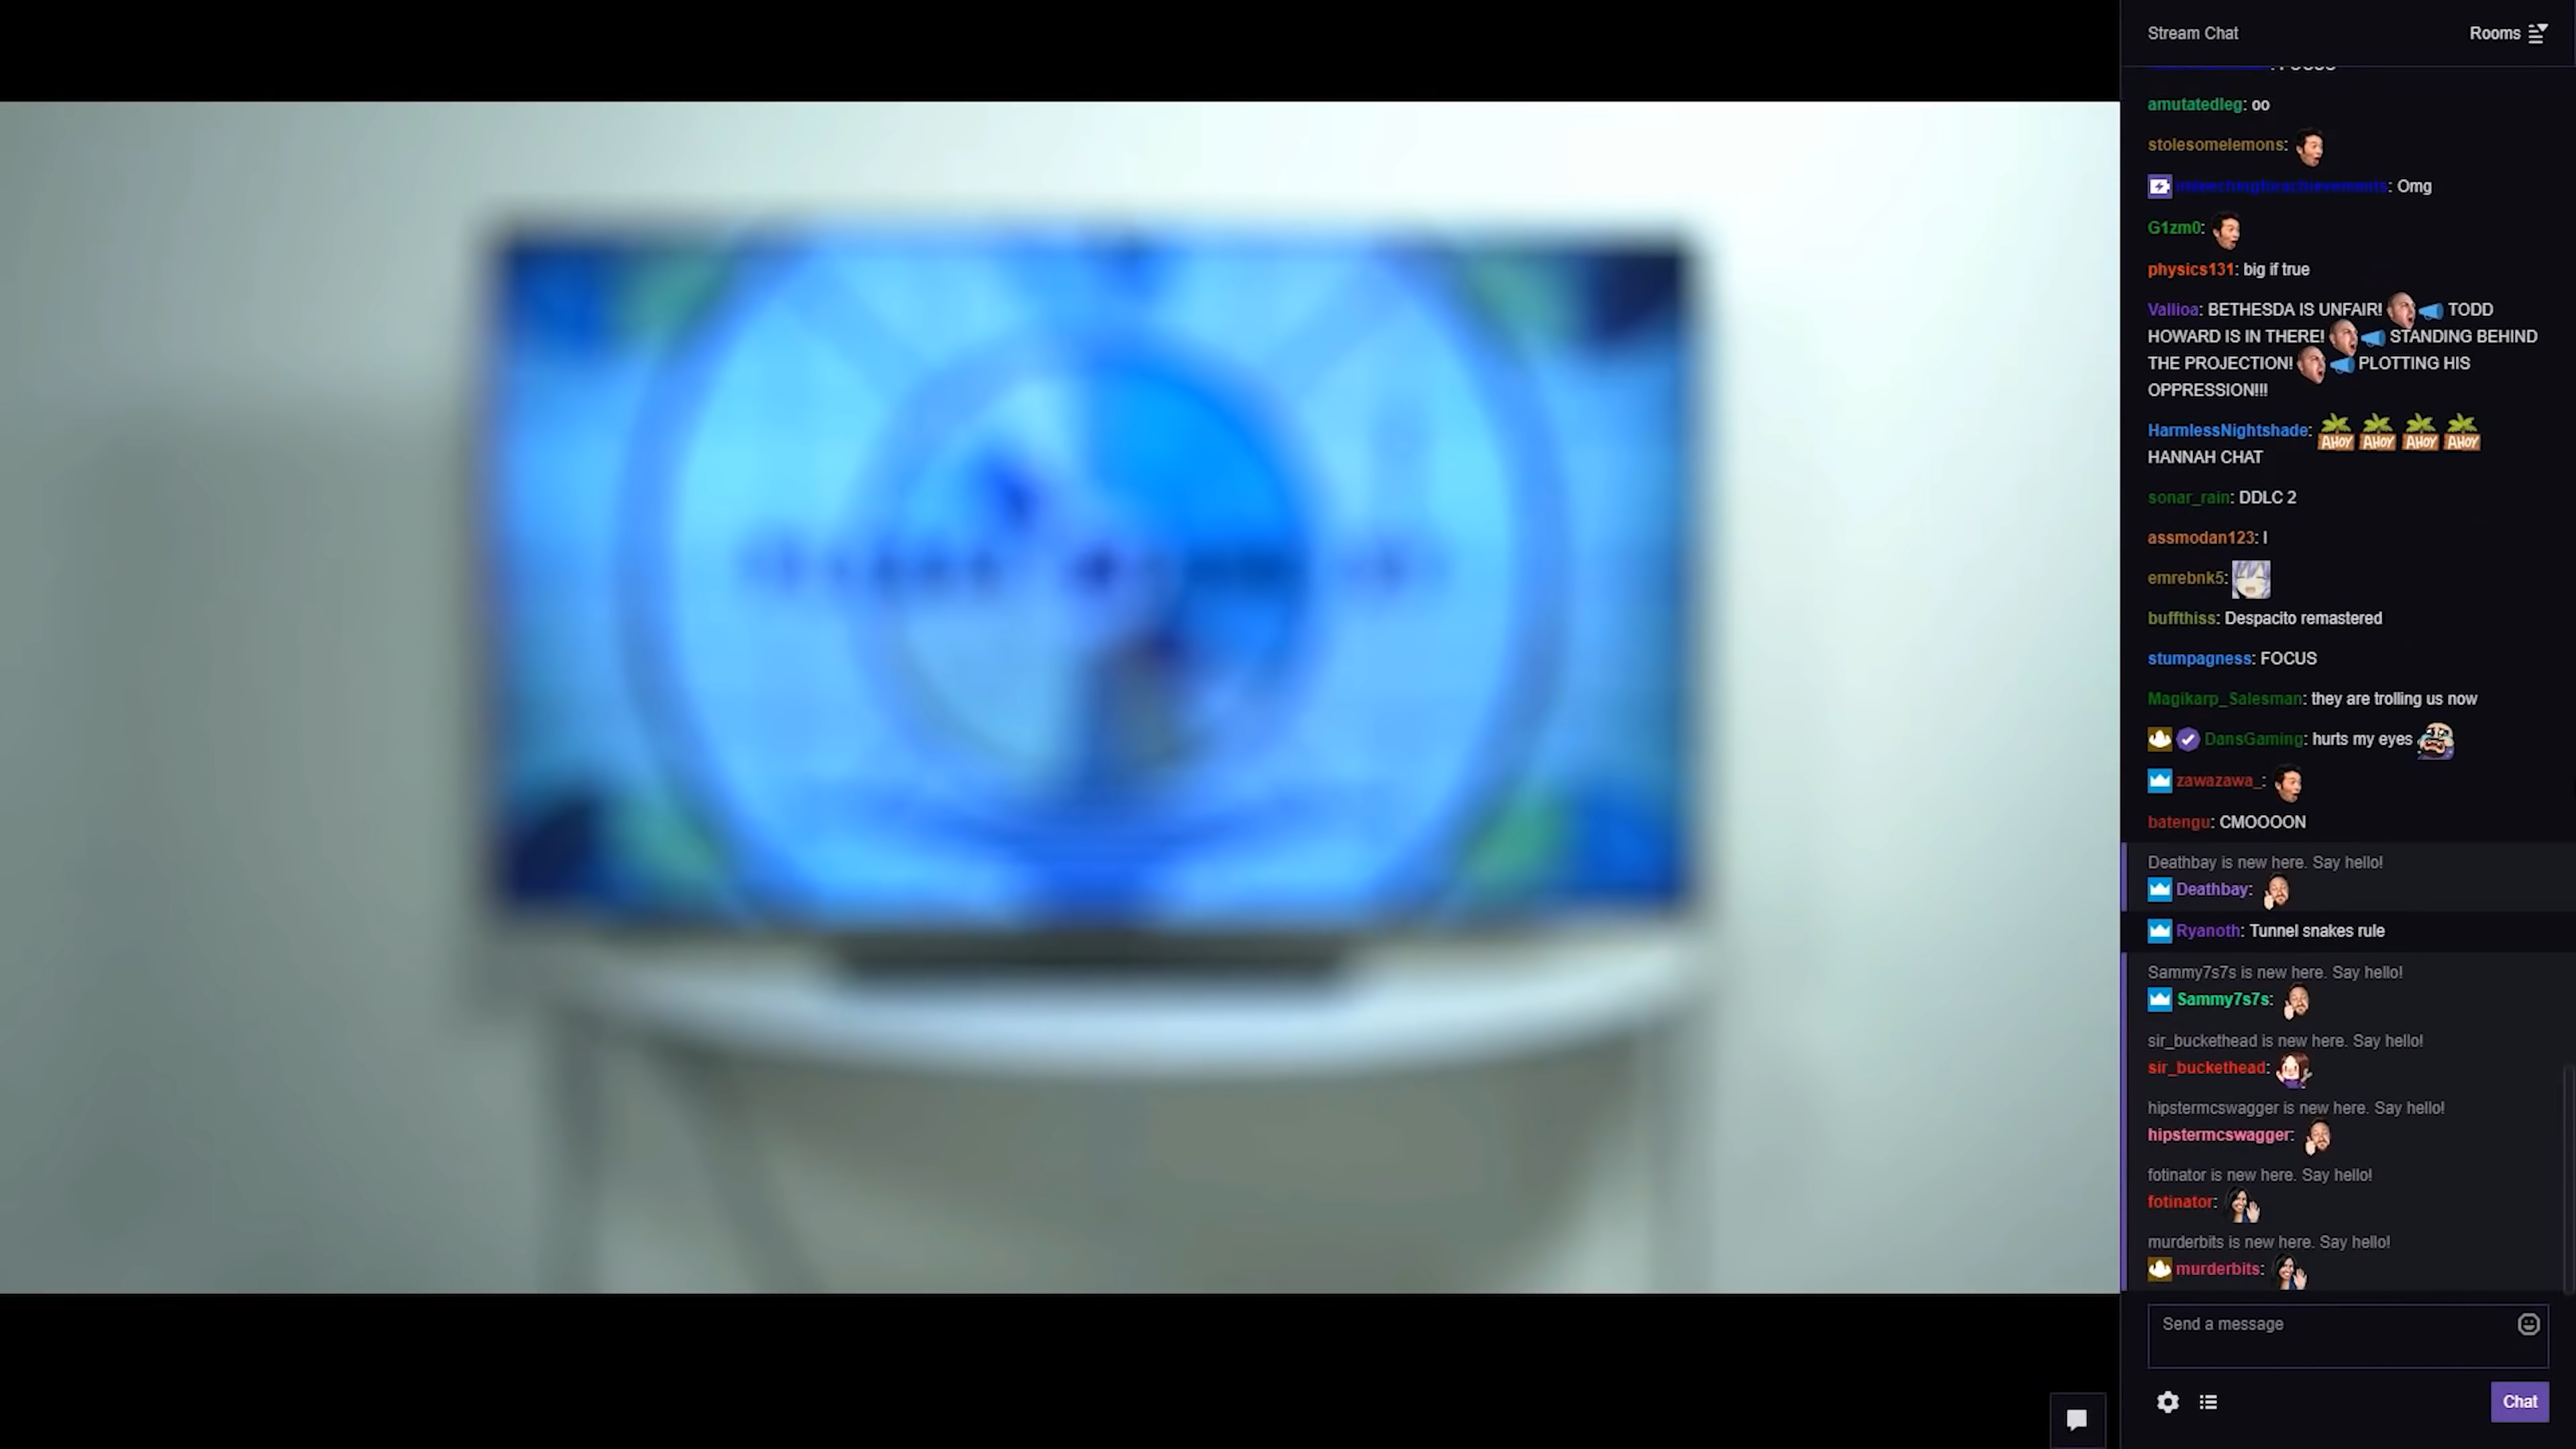 Stream Chat
Rooms
amutatedleg: oo
stolesomelemons:
: Omg
G1zm0:
physics131: big if true
Vallioa: BETHESDA IS UNFAIR! TODD
HOWARD IS IN THERE! STANDING BEHIND
THE PROJECTION! PLOTTING HIS
OPPRESSION!!!
HarmlessNightshade: AHOY AHOY AHOY AHOY
HANNAH CHAT
sonar_rain: DDLC 2
assmodan123: I
emrebnk5:
buffthiss: Despacito remastered
stumpagness: FOCUS
Magikarp_Salesman: they are trolling us now
DansGaming: hurts my eyes
zawazawa_:
batengu: CMOOOON
Deathbay is new here. Say hello!
Deathbay:
Ryanoth: Tunnel snakes rule
Sammy7s7s is new here. Say hello!
Sammy7s7s:
sir_buckethead is new here. Say hello!
sir_buckethead:
hipstermcswagger is new here. Say hello!
hipstermcswagger:
fotinator is new here. Say hello!
fotinator:
murderbits is new here. Say hello!
murderbits:
Send a message
Chat